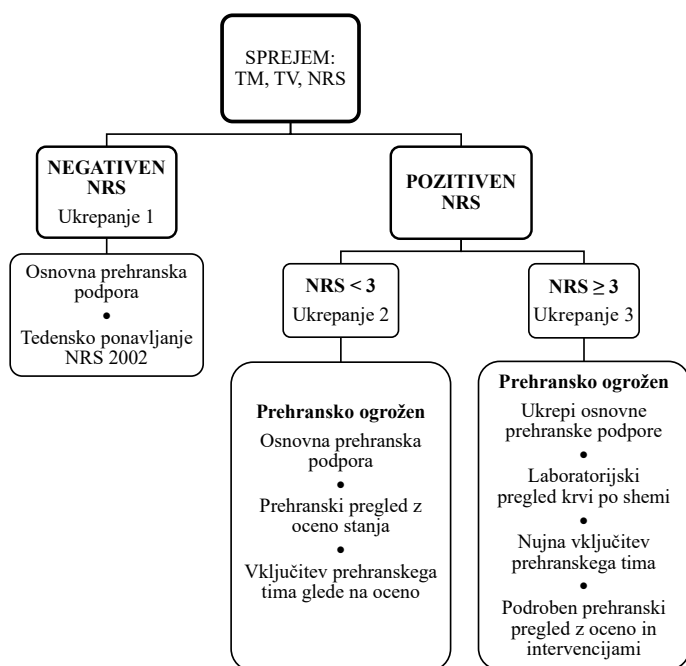 SPREJEM:
TM, TV, NRS
NEGATIVEN
NRS
Ukrepanje 1
POZITIVEN
NRS
Osnovna prehranska
podpora
•
Tedensko ponavljanje
NRS 2002
NRS < 3
Ukrepanje 2
NRS ≥ 3
Ukrepanje 3
Prehransko ogrožen
Osnovna prehranska
podpora
•
Prehranski pregled z
oceno stanja
•
Vključitev prehranskega
tima glede na oceno
Prehransko ogrožen
Ukrepi osnovne
prehranske podpore
•
Laboratorijski
pregled krvi po shemi
•
Nujna vključitev
prehranskega tima
•
Podroben prehranski
pregled z oceno in
intervencijami